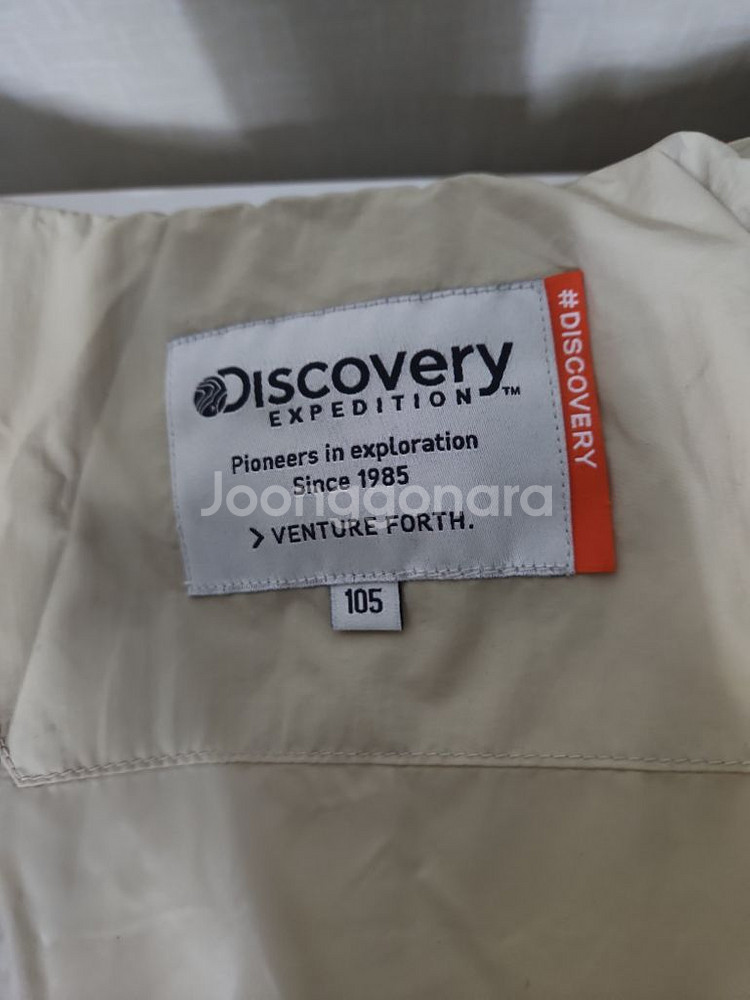 Discovery
EXPEDITION™
Pioneers in exploration
Since 1985
Joonggonara
> VENTURE FORTH.
#DISCOVERY
105